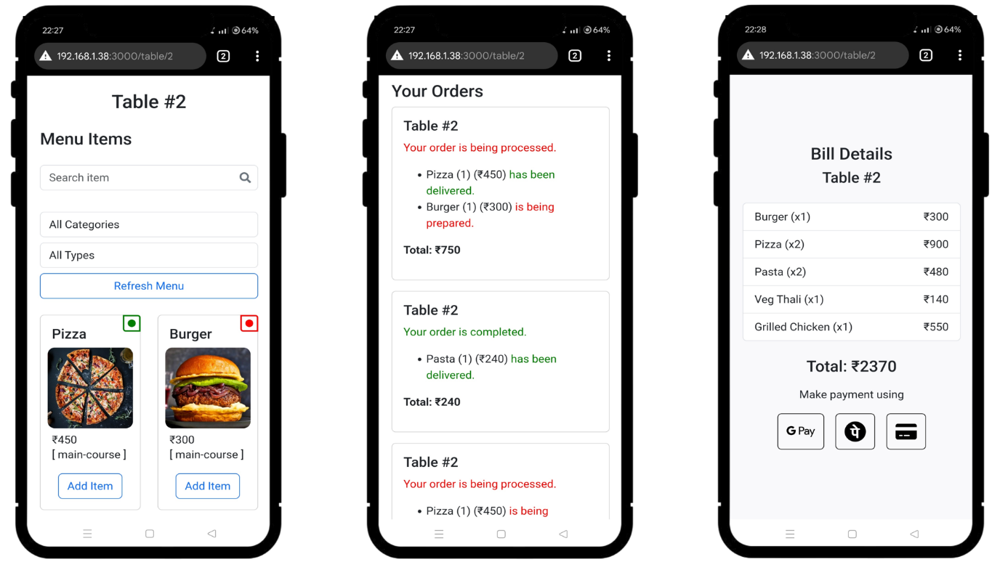 22:27
64%
192.168.1.38:3000/table/2
2
Table #2
Menu Items
Search item
All Categories
All Types
Refresh Menu
Pizza
Burger
₹450
₹300
[ main-course ]
[ main-course ]
Add Item
Add Item
22:27
64%
192.168.1.38:3000/table/2
2
Your Orders
Table #2
Your order is being processed.
• Pizza (1) (₹450) has been
delivered.
• Burger (1) (₹300) is being
prepared.
Total: ₹750
Table #2
Your order is completed.
• Pasta (1) (₹240) has been
delivered.
Total: ₹240
Table #2
Your order is being processed.
• Pizza (1) (₹450) is being
22:28
64%
192.168.1.38:3000/table/2
2
Bill Details
Table #2
Burger (x1) ₹300
Pizza (x2) ₹900
Pasta (x2) ₹480
Veg Thali (x1) ₹140
Grilled Chicken (x1) ₹550
Total: ₹2370
Make payment using
G Pay
पे